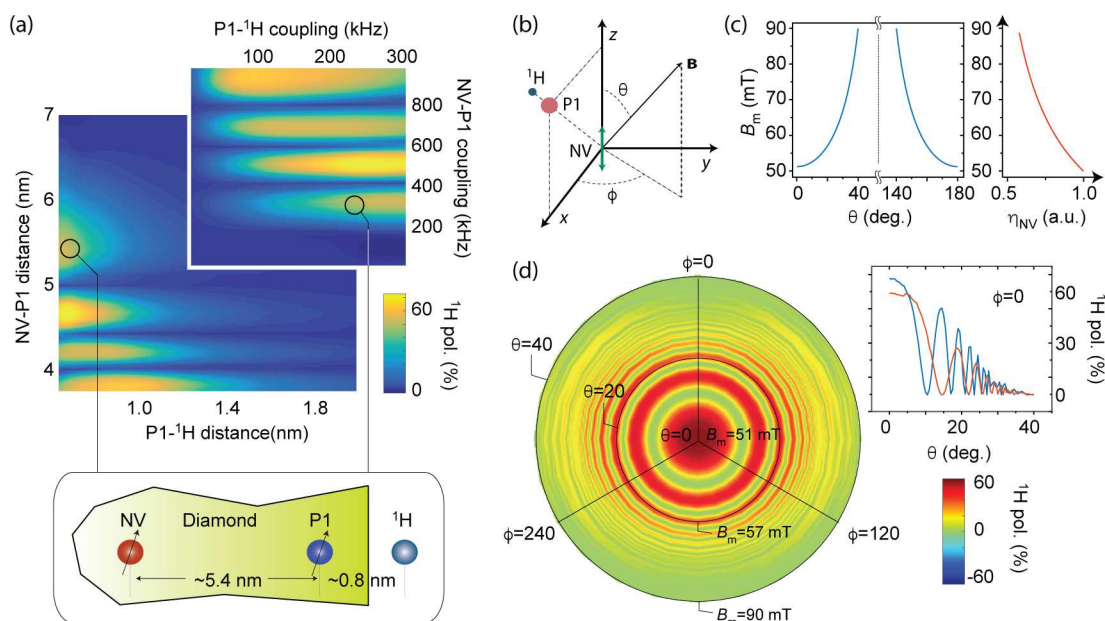 (a)
P1-¹H coupling (kHz)
100 200 300
800
600
400
200
NV-P1 coupling (kHz)
7
6
5
4
NV-P1 distance (nm)
60
40
20
0
¹H pol. (%)
1.0 1.4 1.8
P1-¹H distance(nm)
NV Diamond P1 ¹H
~5.4 nm ~0.8 nm
(b)
z
B
¹H
θ
P1
NV
y
ϕ
x
(c)
90
80
70
60
50
Bm (mT)
0 40 140 180
θ (deg.)
90
80
70
60
50
0.5 1.0
ηNV (a.u.)
(d)
ϕ=0
θ=40
θ=20
θ=0 Bm=51 mT
ϕ=240
ϕ=120
Bm=57 mT
Bm=90 mT
ϕ=0
60
30
0
¹H pol. (%)
0 20 40
θ (deg.)
60
0
-60
¹H pol. (%)